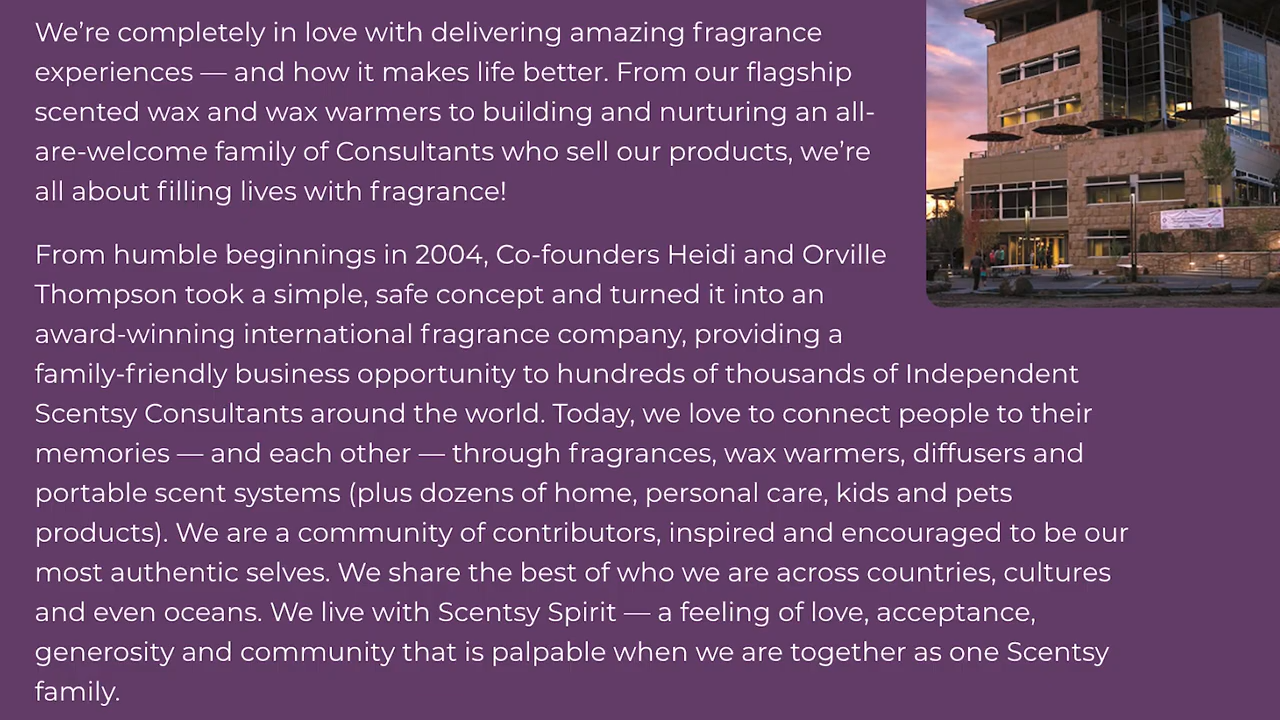 We’re completely in love with delivering amazing fragrance
experiences — and how it makes life better. From our flagship
scented wax and wax warmers to building and nurturing an all-
are-welcome family of Consultants who sell our products, we’re
all about filling lives with fragrance!
From humble beginnings in 2004, Co-founders Heidi and Orville
Thompson took a simple, safe concept and turned it into an
award-winning international fragrance company, providing a
family-friendly business opportunity to hundreds of thousands of Independent
Scentsy Consultants around the world. Today, we love to connect people to their
memories — and each other — through fragrances, wax warmers, diffusers and
portable scent systems (plus dozens of home, personal care, kids and pets
products). We are a community of contributors, inspired and encouraged to be our
most authentic selves. We share the best of who we are across countries, cultures
and even oceans. We live with Scentsy Spirit — a feeling of love, acceptance,
generosity and community that is palpable when we are together as one Scentsy
family.